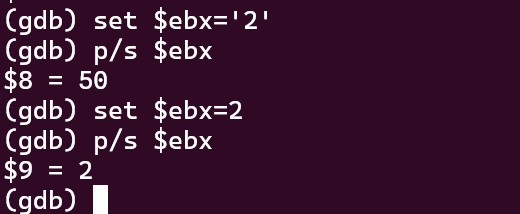 (gdb) set $ebx='2'
(gdb) p/s $ebx
$8 = 50
(gdb) set $ebx=2
(gdb) p/s $ebx
$9 = 2
(gdb)